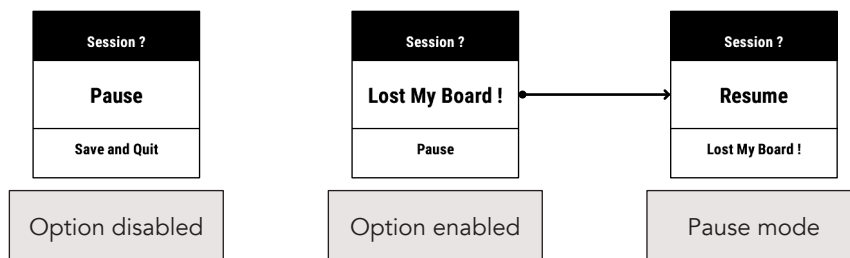 Session ?
Pause
Save and Quit
Option disabled
Session ?
Lost My Board !
Pause
Option enabled
Session ?
Resume
Lost My Board !
Pause mode